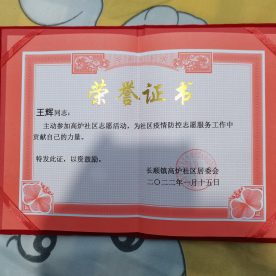 荣誉证书
王辉同志：
主动参加高炉社区志愿活动，为社区疫情防控志愿服务工作中
贡献自己的力量。
特发此证，以资鼓励。
长顺镇高炉社区居委会
二〇二二年一月十五日